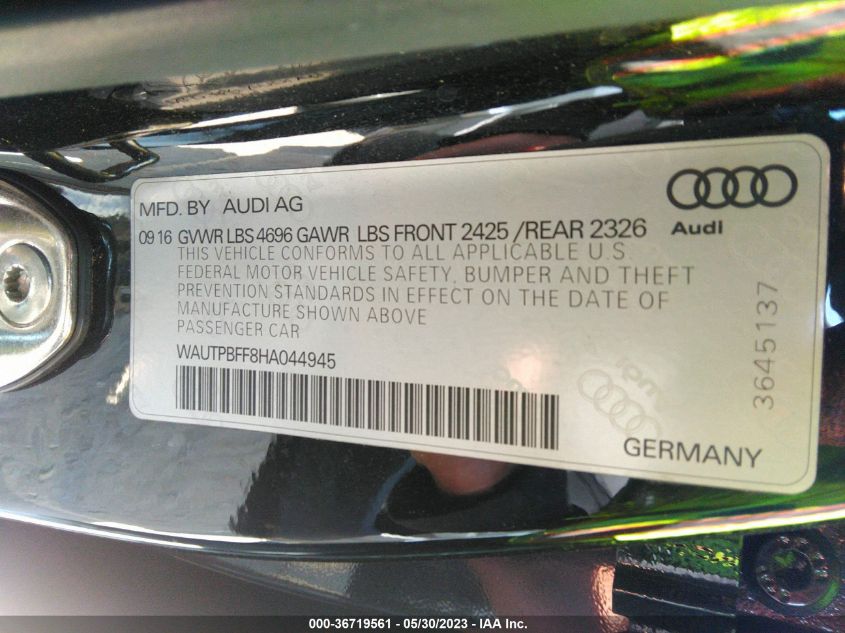 MFD. BY AUDI AG
Audi
09 16 GVWR LBS 4696 GAWR LBS FRONT 2425 /REAR 2326
THIS VEHICLE CONFORMS TO ALL APPLICABLE U.S.
FEDERAL MOTOR VEHICLE SAFETY, BUMPER AND THEFT
PREVENTION STANDARDS IN EFFECT ON THE DATE OF
MANUFACTURE SHOWN ABOVE
PASSENGER CAR
WAUTPBFF8HA044945
3645137
GERMANY
000-36719561 - 05/30/2023 - IAA Inc.